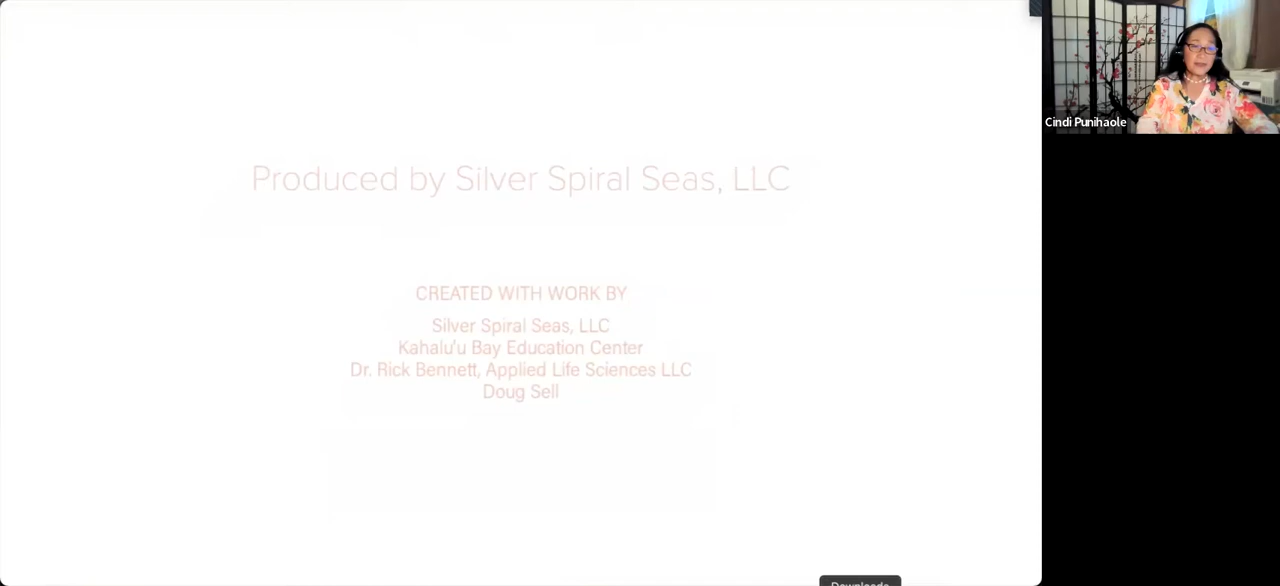 Produced by Silver Spiral Seas, LLC
CREATED WITH WORK BY
Silver Spiral Seas, LLC
Kahalu'u Bay Education Center
Dr. Rick Bennett, Applied Life Sciences LLC
Doug Sell
Cindi Punihaole
Downloads